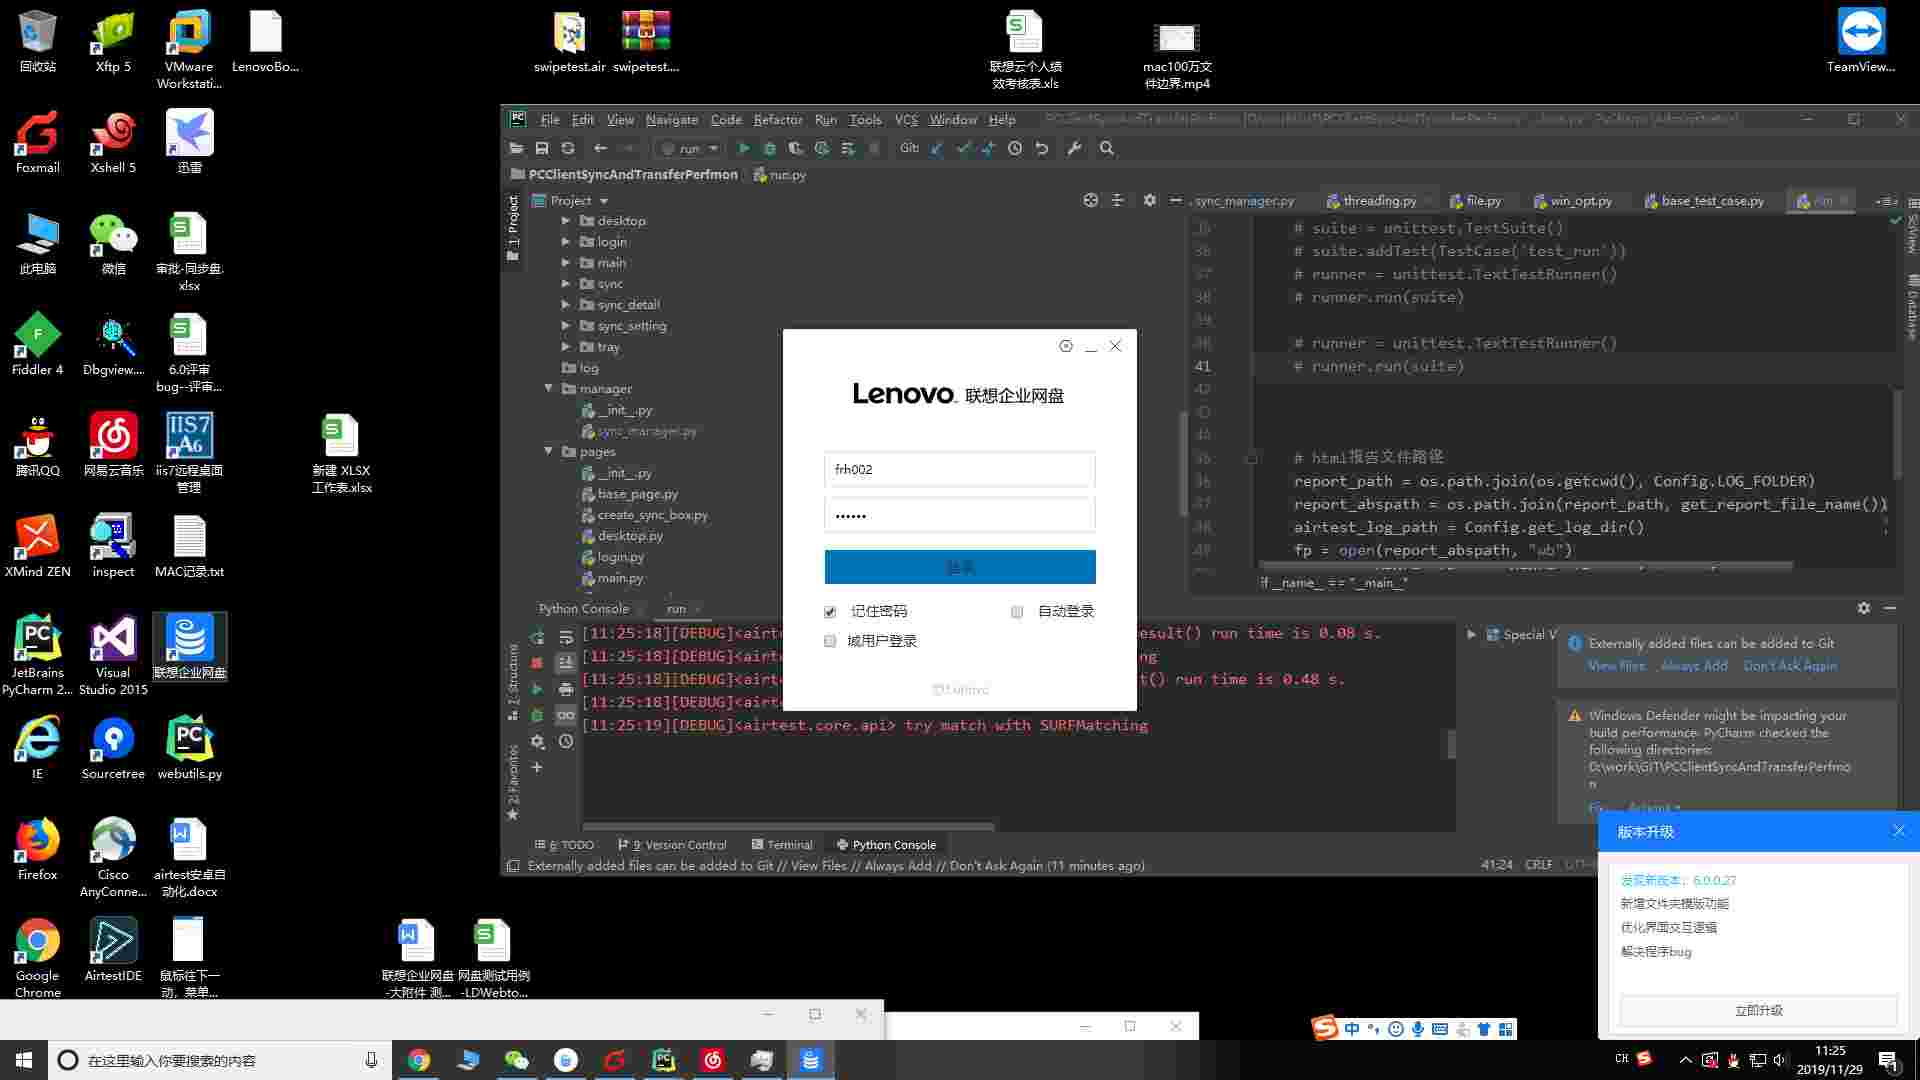 回收站
Xftp 5
VMware
Workstati...
LenovoBo...
swipetest.air
swipetest....
联想云个人绩
效考核表.xls
mac100万文
件边界.mp4
TeamView...
Foxmail
Xshell 5
迅雷
此电脑
微信
审批-同步盘.
xlsx
Fiddler 4
Dbgview....
6.0评审
bug--评审...
腾讯QQ
网易云音乐
iis7远程桌面
管理
新建 XLSX
工作表.xlsx
XMind ZEN
inspect
MAC记录.txt
JetBrains
PyCharm 2...
Visual
Studio 2015
联想企业网盘
IE
Sourcetree
webutils.py
Firefox
Cisco
AnyConne...
airtest安卓自
动化.docx
Google
Chrome
AirtestIDE
鼠标往下一
动，菜单...
联想企业网盘
-大附件 测...
网盘测试用例
-LDWebto...
File Edit View Navigate Code Refactor Run Tools VCS Window Help
run
Git:
PCClientSyncAndTransferPerfmon
run.py
1: Project
Project
sync_manager.py
threading.py
file.py
win_opt.py
base_test_case.py
desktop
login
main
sync
sync_detail
sync_setting
tray
log
manager
__init__.py
sync_manager.py
pages
__init__.py
base_page.py
create_sync_box.py
desktop.py
login.py
main.py
# suite = unittest.TestSuite()
# suite.addTest(TestCase('test_run'))
# runner = unittest.TextTestRunner()
# runner.run(suite)
# runner = unittest.TextTestRunner()
41 # runner.run(suite)
# html报告文件路径
report_path = os.path.join(os.getcwd(), Config.LOG_FOLDER)
report_abspath = os.path.join(report_path, get_report_file_name())
airtest_log_path = Config.get_log_dir()
fp = open(report_abspath, "wb")
if __name__ == "__main__"
Database
Lenovo 联想企业网盘
frh002
••••••
登录
记住密码
自动登录
域用户登录
Lenovo
Python Console
run
[11:25:18][DEBUG]<airt
esult() run time is 0.08 s.
[11:25:18][DEBUG]<airt
ng
[11:25:18][DEBUG]<airt
t() run time is 0.48 s.
[11:25:18][DEBUG]<airt
[11:25:19][DEBUG]<airtest.core.api> try match with SURFMatching
Special V
Externally added files can be added to Git
View Files Always Add Don't Ask Again
Windows Defender might be impacting your
build performance. PyCharm checked the
following directories:
D:\work\GIT\PCClientSyncAndTransferPerfmo
n
7: Structure
2: Favorites
6: TODO
9: Version Control
Terminal
Python Console
Externally added files can be added to Git // View Files // Always Add // Don't Ask Again (11 minutes ago)
41:24 CRLF
版本升级
发现新版本：6.0.0.27
新增文件夹模版功能
优化界面交互逻辑
解决程序bug
立即升级
中
在这里输入你要搜索的内容
CH
11:25
2019/11/29
1